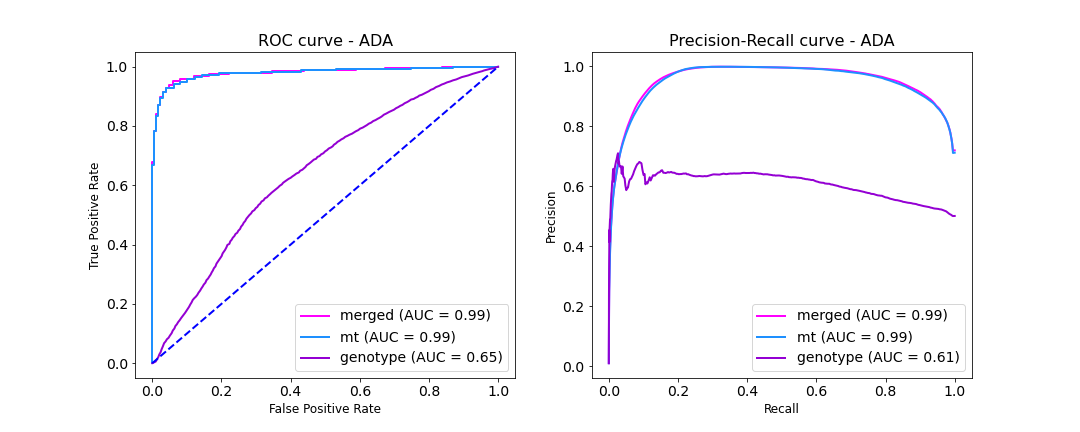 ROC curve - ADA
True Positive Rate
1.0
0.8
0.6
0.4
0.2
0.0
merged (AUC = 0.99)
mt (AUC = 0.99)
genotype (AUC = 0.65)
0.0 0.2 0.4 0.6 0.8 1.0
False Positive Rate
Precision-Recall curve - ADA
Precision
1.0
0.8
0.6
0.4
0.2
0.0
merged (AUC = 0.99)
mt (AUC = 0.99)
genotype (AUC = 0.61)
0.0 0.2 0.4 0.6 0.8 1.0
Recall